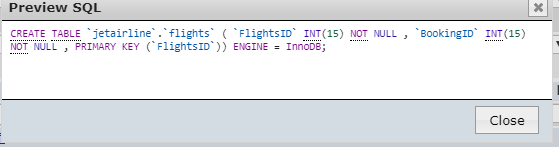 Preview SQL
CREATE TABLE `jetairline`.`flights` ( `FlightsID` INT(15) NOT NULL , `BookingID` INT(15)
NOT NULL , PRIMARY KEY (`FlightsID`)) ENGINE = InnoDB;
Close